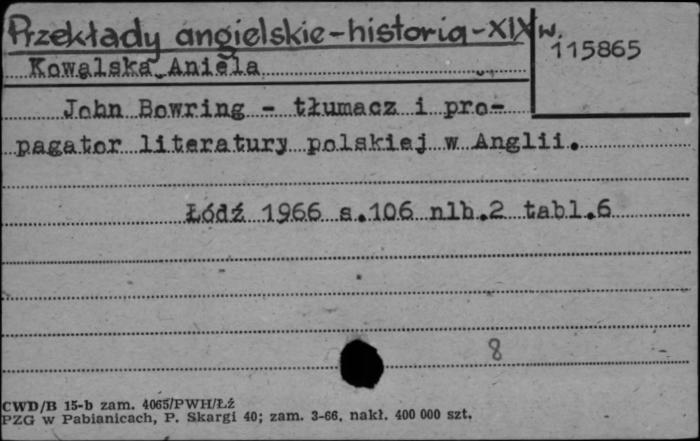 Przekłady angielskie-historia-XIX w.
115865
Kowalska Aniela
John Bowring - tłumacz i pro-
pagator literatury polskiej w Anglii.
Łódź 1966 s.106 nlb.2 tabl.6
8
CWD/B 15-b zam. 4065/PWH/Łź
PZG w Pabianicach, P. Skargi 40; zam. 3-66. nakł. 400 000 szt.